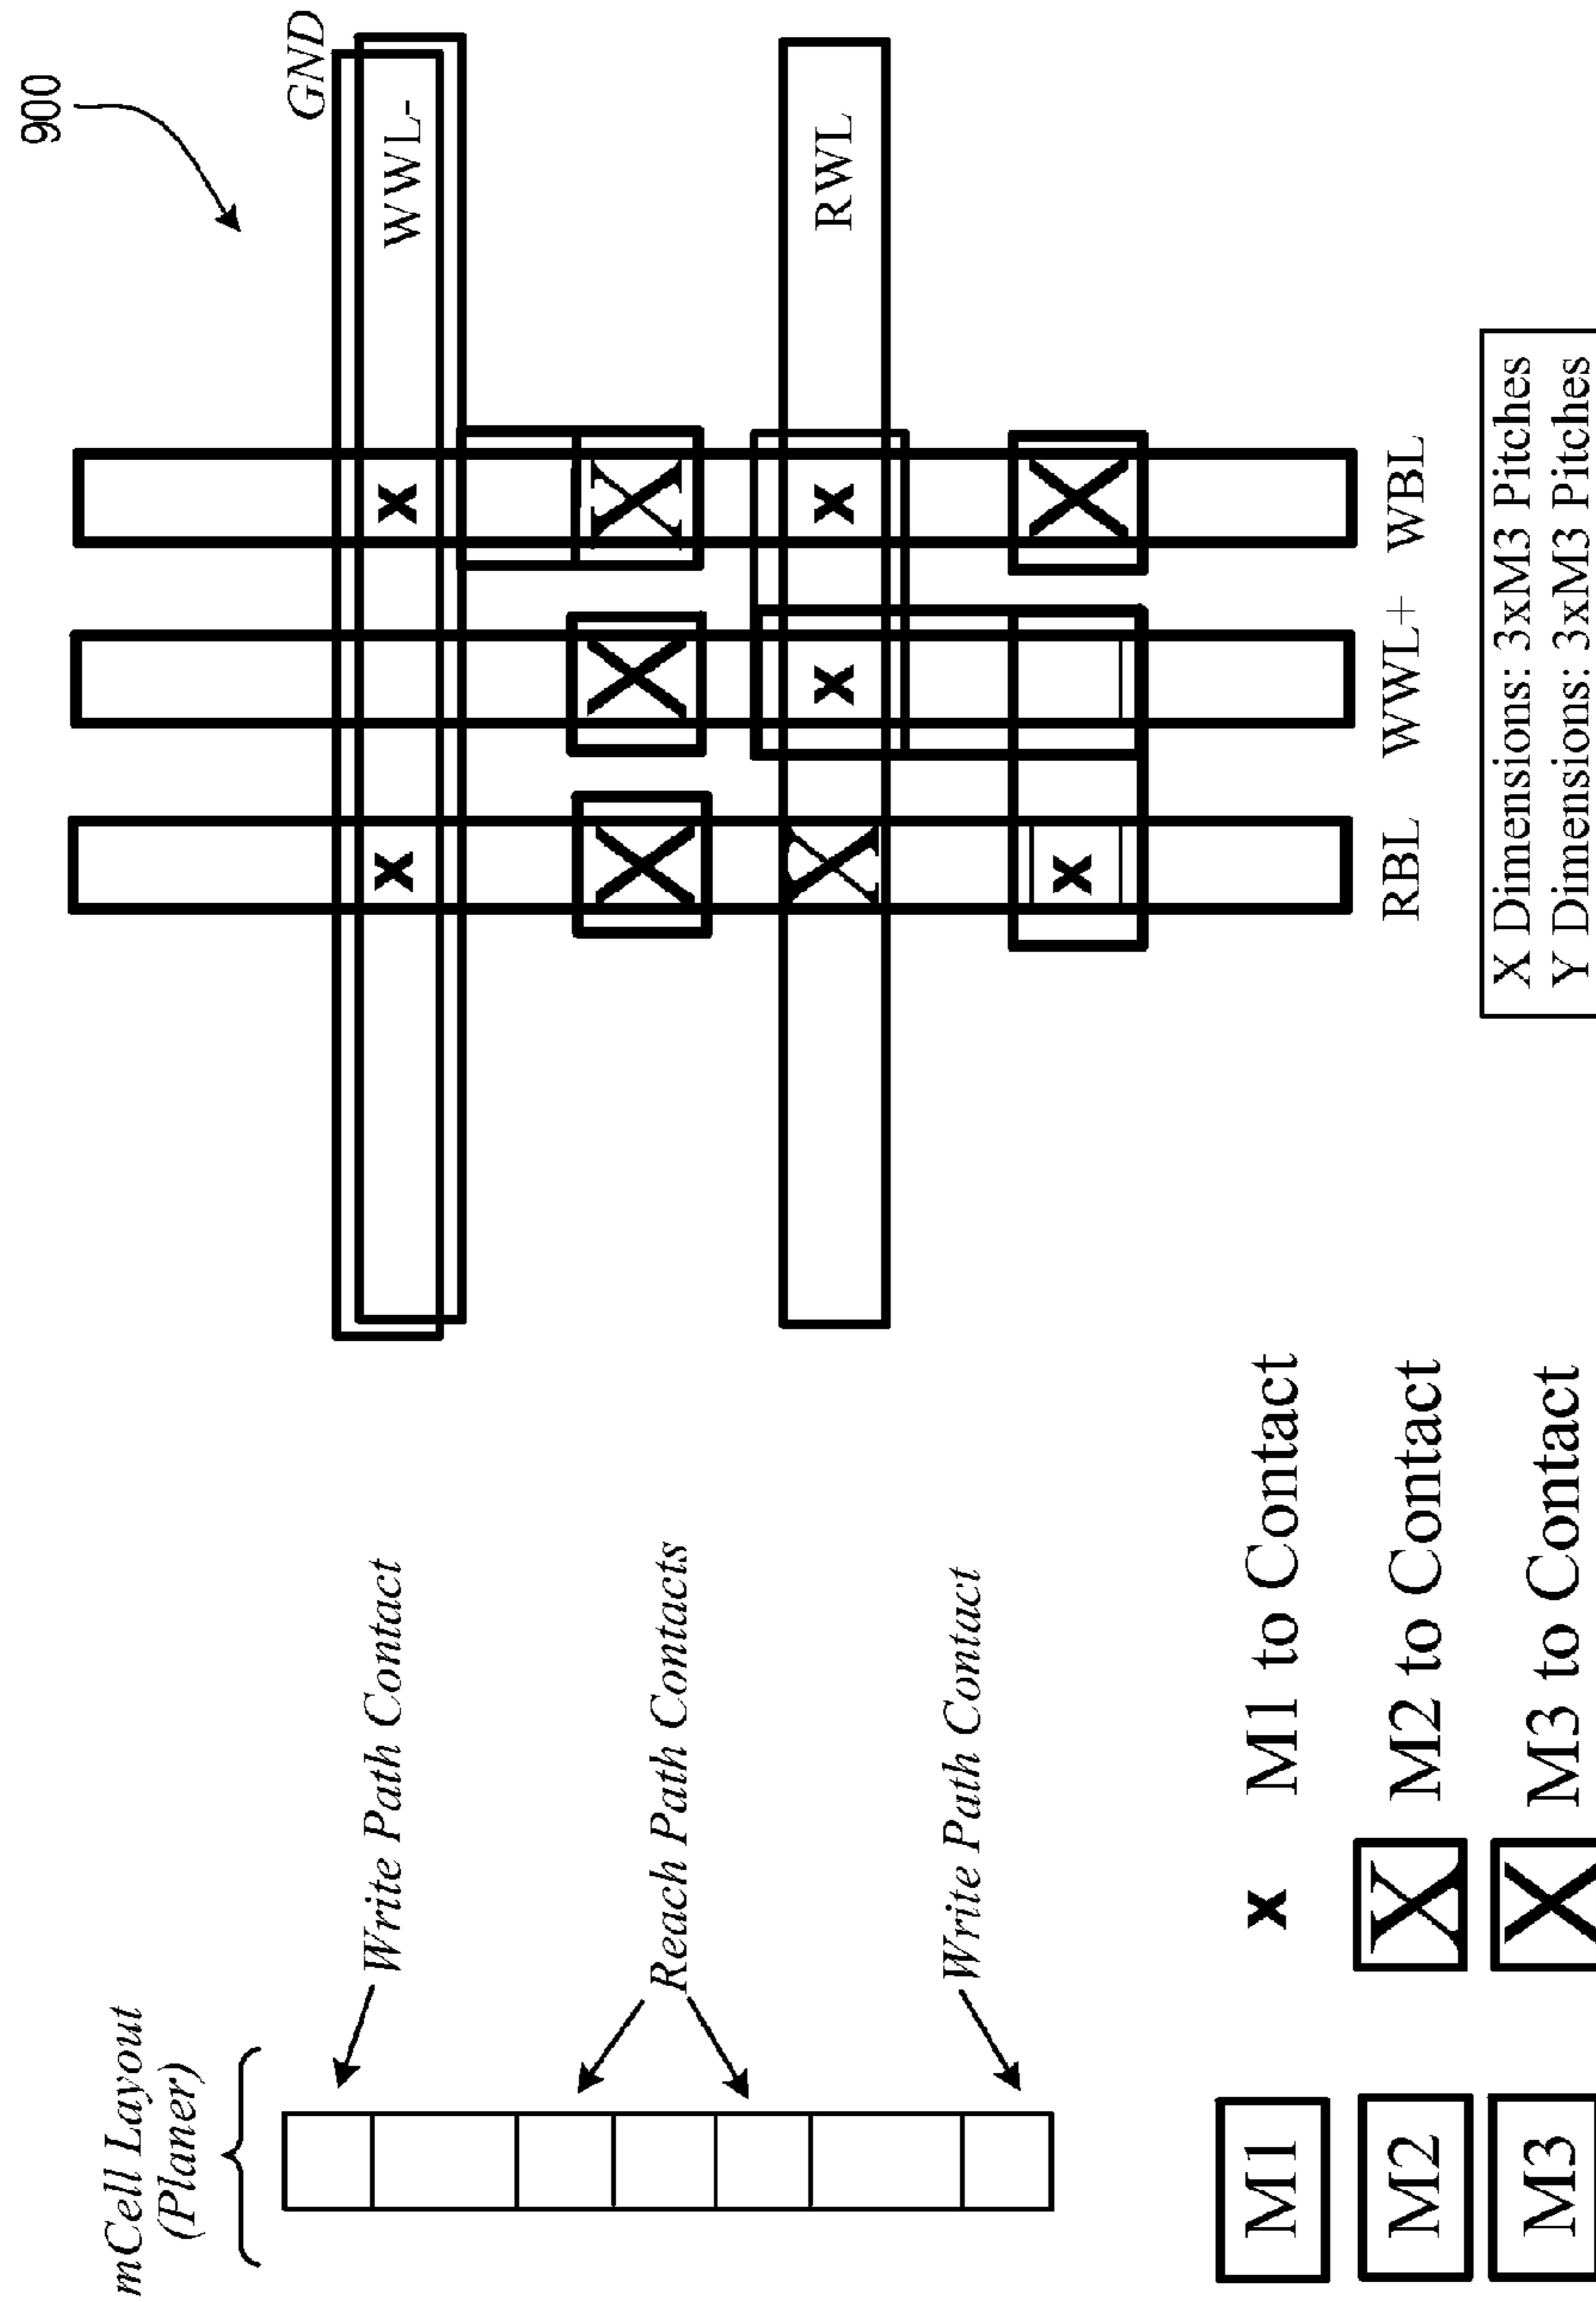 900
GND
WWL-
RWL
RBL
WWL+
WBL
X Dimensions: 3xM3 Pitches
Y Dimensions: 3xM3 Pitches
mCell Layout
(Planer)
Write Path Contact
Reach Path Contacts
Write Path Contact
M1
x
M1 to Contact
M2
X
M2 to Contact
M3
X
M3 to Contact
x
x
X
X
X
X
x
x
x
X